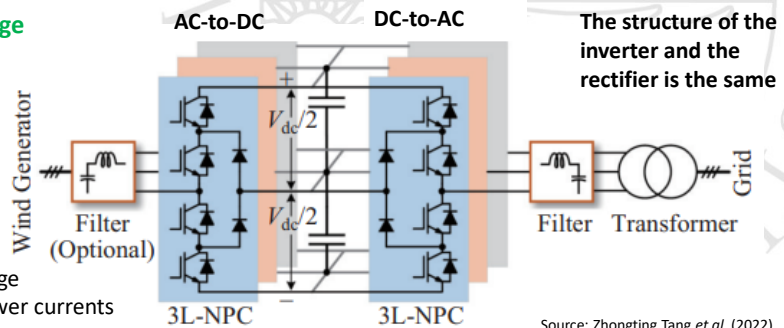 ge
AC-to-DC
DC-to-AC
The structure of the
inverter and the
rectifier is the same
+
V_dc/2
V_dc/2
−
Wind Generator
Filter
(Optional)
Filter
Transformer
Grid
ge
ver currents
3L-NPC
3L-NPC
Source: Zhongting Tang et al. (2022)